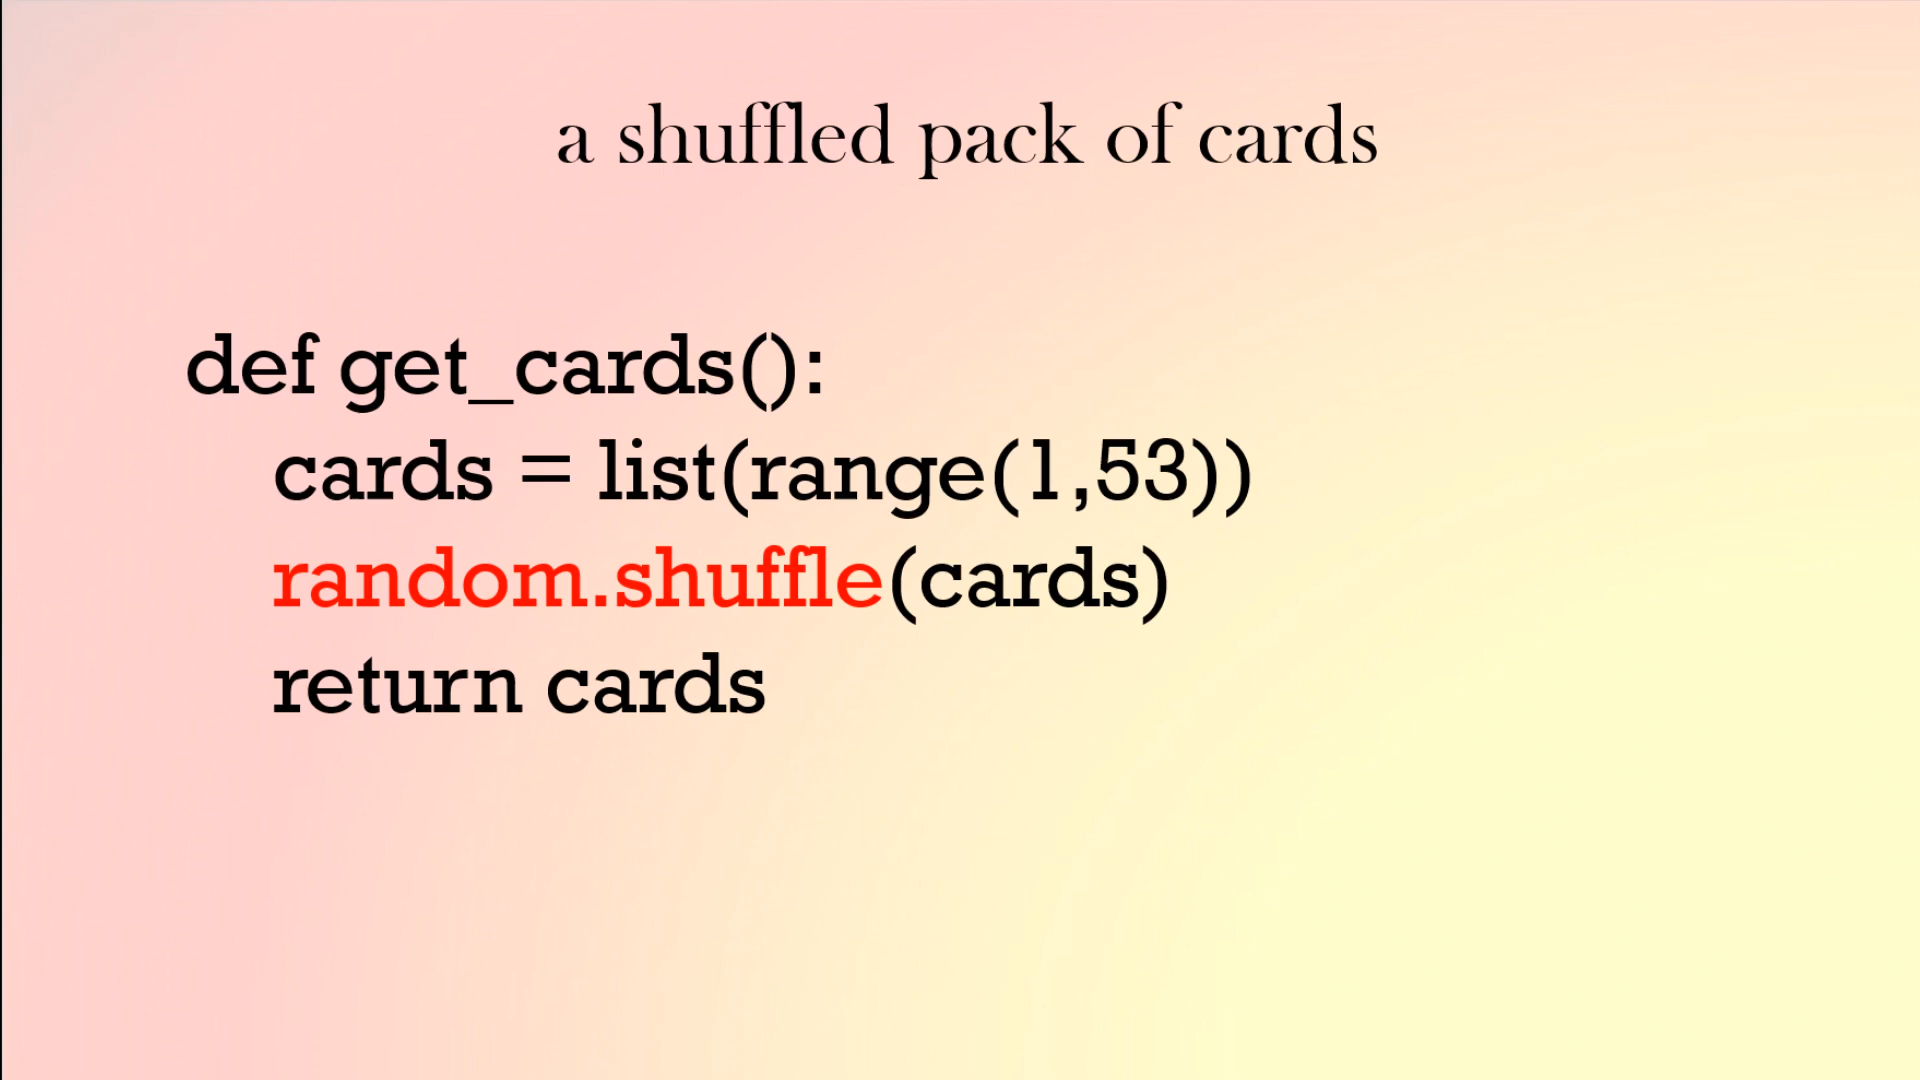 a shuffled pack of cards
def get_cards():
cards = list(range(1,53))
random.shuffle(cards)
return cards